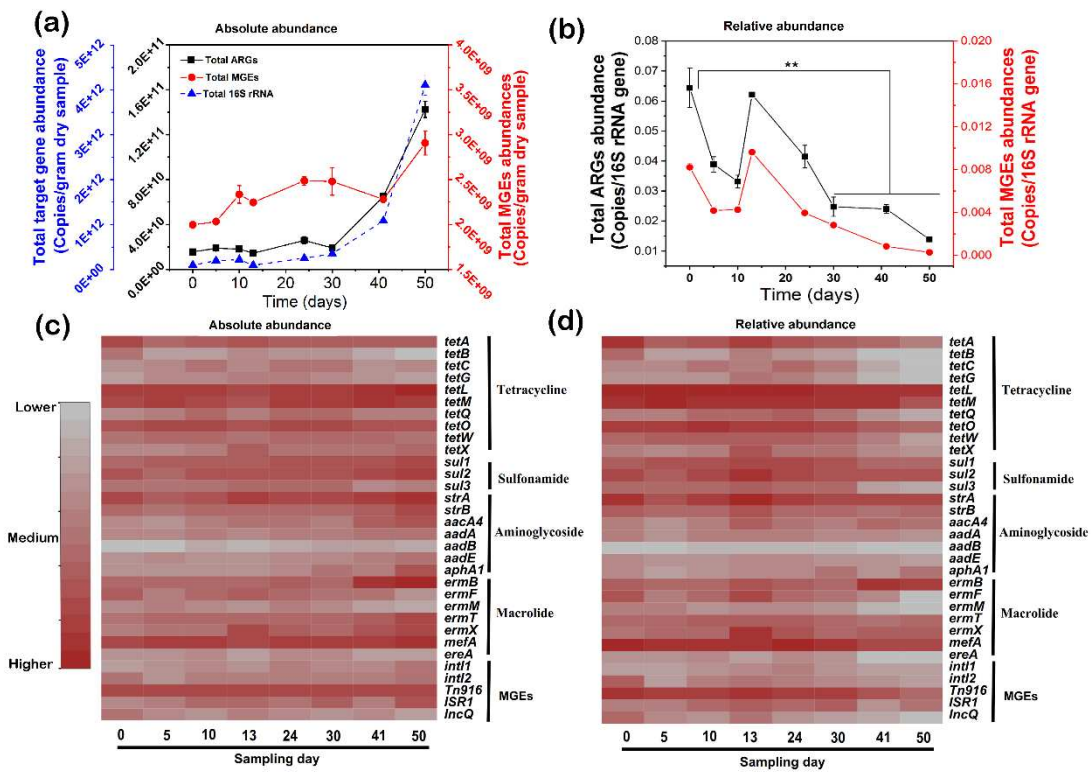 (a)
Absolute abundance
Total target gene abundance
(Copies/gram dry sample)
5E+12
4E+12
3E+12
2E+12
1E+12
0E+00
2.0E+11
1.6E+11
1.2E+11
8.0E+10
4.0E+10
0.0E+00
Total ARGs
Total MGEs
Total 16S rRNA
4.0E+09
3.5E+09
3.0E+09
2.5E+09
2.0E+09
1.5E+09
Total MGEs abundances
(Copies/gram dry sample)
0 10 20 30 40 50
Time (days)
(b)
Relative abundance
Total ARGs abundance
(Copies/16S rRNA gene)
0.08
0.07
0.06
0.05
0.04
0.03
0.02
0.01
**
0.020
0.016
0.012
0.008
0.004
0.000
Total MGEs abundance
(Copies/16S rRNA gene)
0 10 20 30 40 50
Time (days)
(c)
Absolute abundance
Lower
Medium
Higher
tetA
tetB
tetC
tetG
tetL
tetM
tetQ
tetO
tetW
tetX
sul1
sul2
sul3
strA
strB
aacA4
aadA
aadB
aadE
aphA1
ermB
ermF
ermM
ermT
ermX
mefA
ereA
intl1
intl2
Tn916
ISR1
IncQ
Tetracycline
Sulfonamide
Aminoglycoside
Macrolide
MGEs
0 5 10 13 24 30 41 50
Sampling day
(d)
Relative abundance
tetA
tetB
tetC
tetG
tetL
tetM
tetQ
tetO
tetW
tetX
sul1
sul2
sul3
strA
strB
aacA4
aadA
aadB
aadE
aphA1
ermB
ermF
ermM
ermT
ermX
mefA
ereA
intl1
intl2
Tn916
ISR1
IncQ
Tetracycline
Sulfonamide
Aminoglycoside
Macrolide
MGEs
0 5 10 13 24 30 41 50
Sampling day